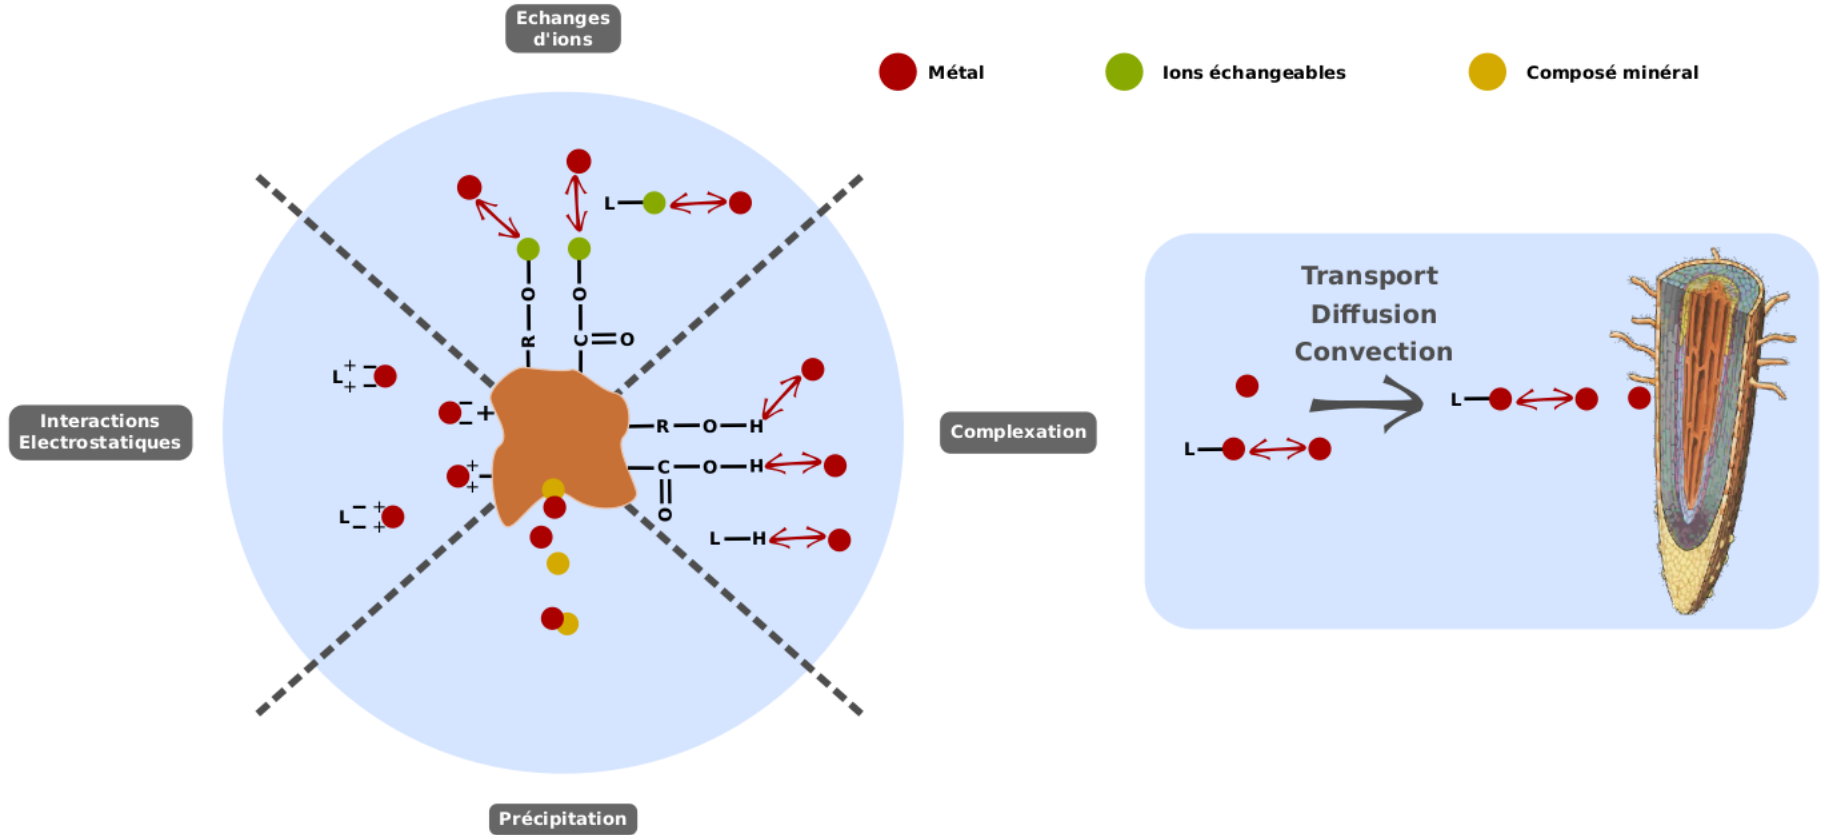 Echanges
d'ions
Métal
Ions échangeables
Composé minéral
L
O
O
R
C
O
L + −
+ −
− +
+ −
+
L − +
− +
R O H
C O H
O
L H
Interactions
Electrostatiques
Complexation
Précipitation
Transport
Diffusion
Convection
L
L